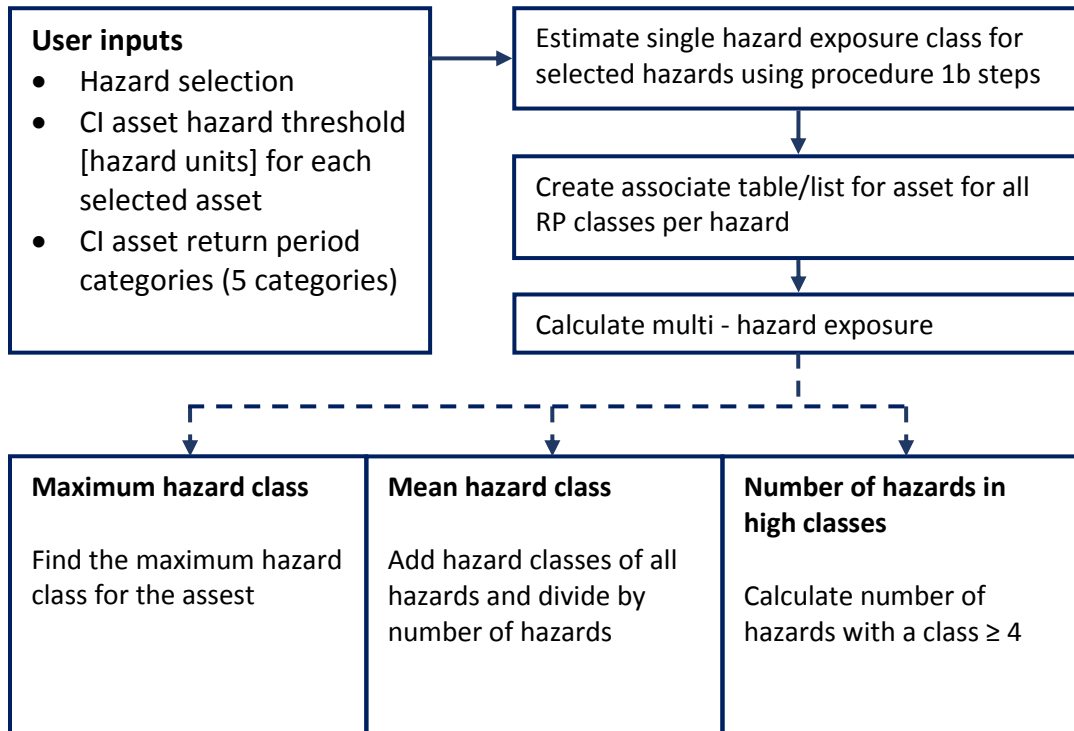 User inputs
• Hazard selection
• CI asset hazard threshold
[hazard units] for each
selected asset
• CI asset return period
categories (5 categories)
Estimate single hazard exposure class for
selected hazards using procedure 1b steps
Create associate table/list for asset for all
RP classes per hazard
Calculate multi - hazard exposure
Maximum hazard class
Find the maximum hazard
class for the assest
Mean hazard class
Add hazard classes of all
hazards and divide by
number of hazards
Number of hazards in
high classes
Calculate number of
hazards with a class ≥ 4